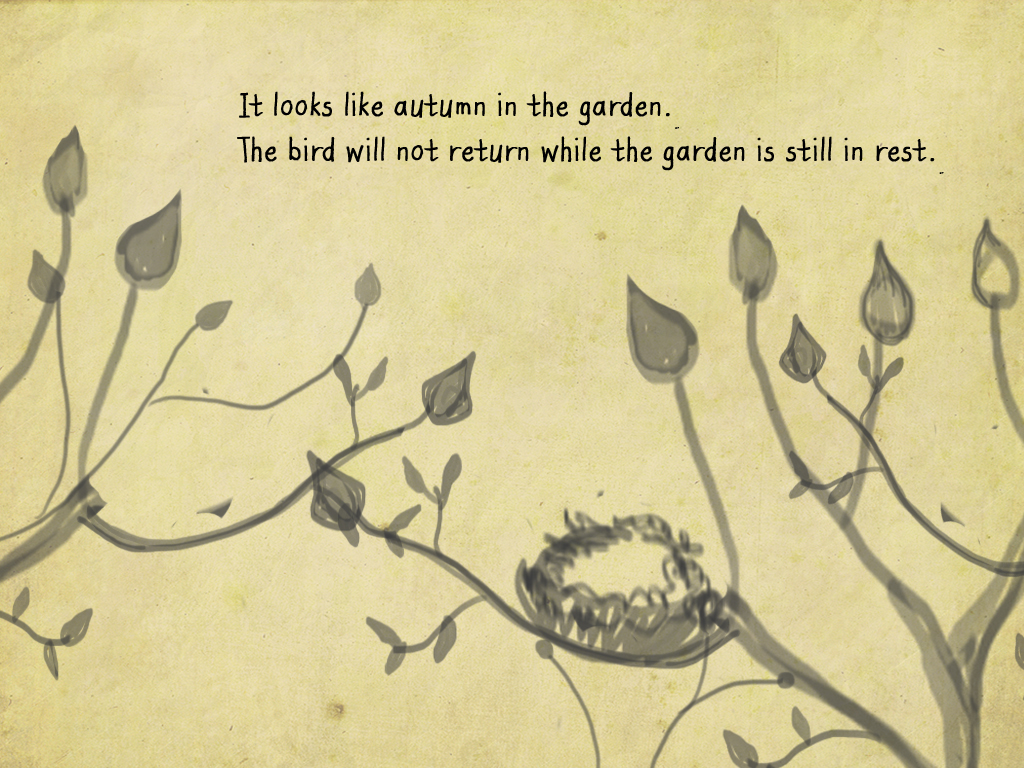 It looks like autumn in the garden.
The bird will not return while the garden is still in rest.